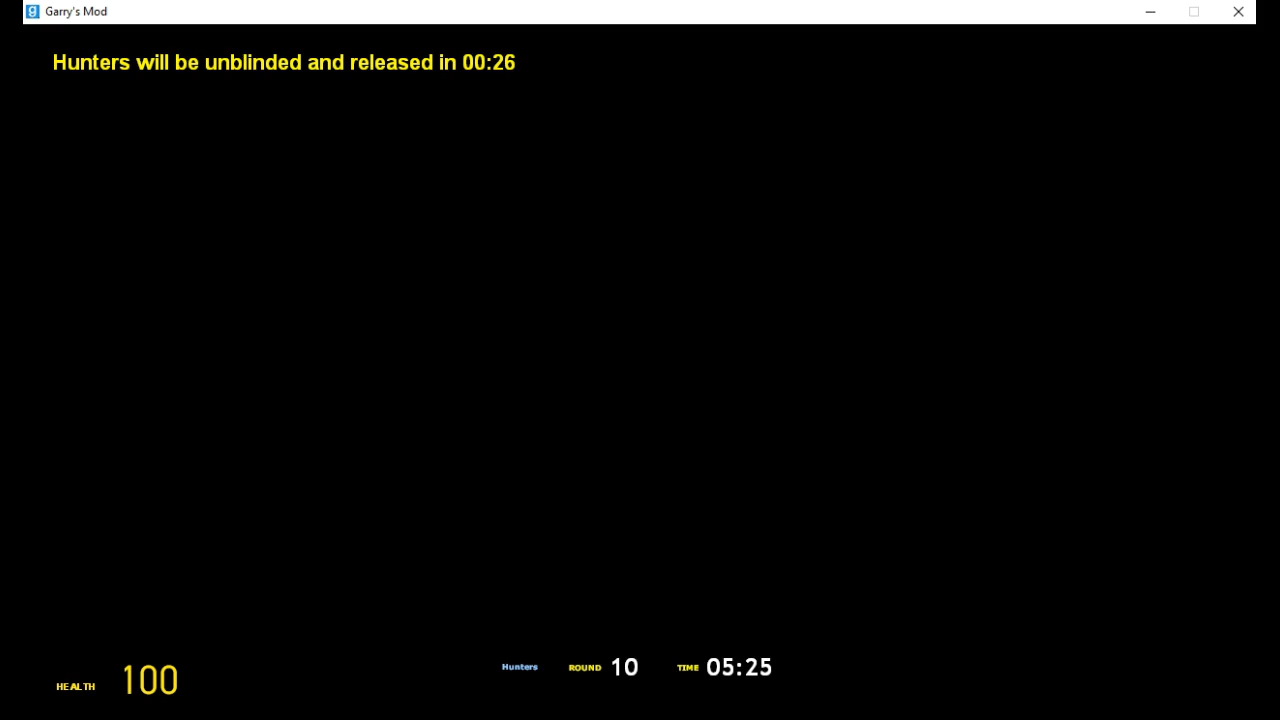 Garry's Mod
Hunters will be unblinded and released in 00:26
HEALTH 100
Hunters ROUND 10 TIME 05:25